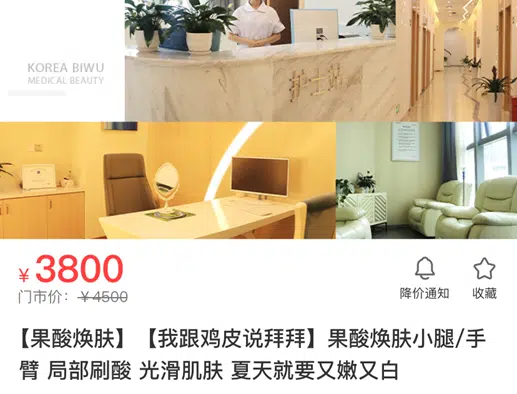 KOREA BIWU
MEDICAL BEAUTY
护士站
¥3800
门市价：¥4500
降价通知
收藏
【果酸焕肤】【我跟鸡皮说拜拜】果酸焕肤小腿/手
臂 局部刷酸 光滑肌肤 夏天就要又嫩又白